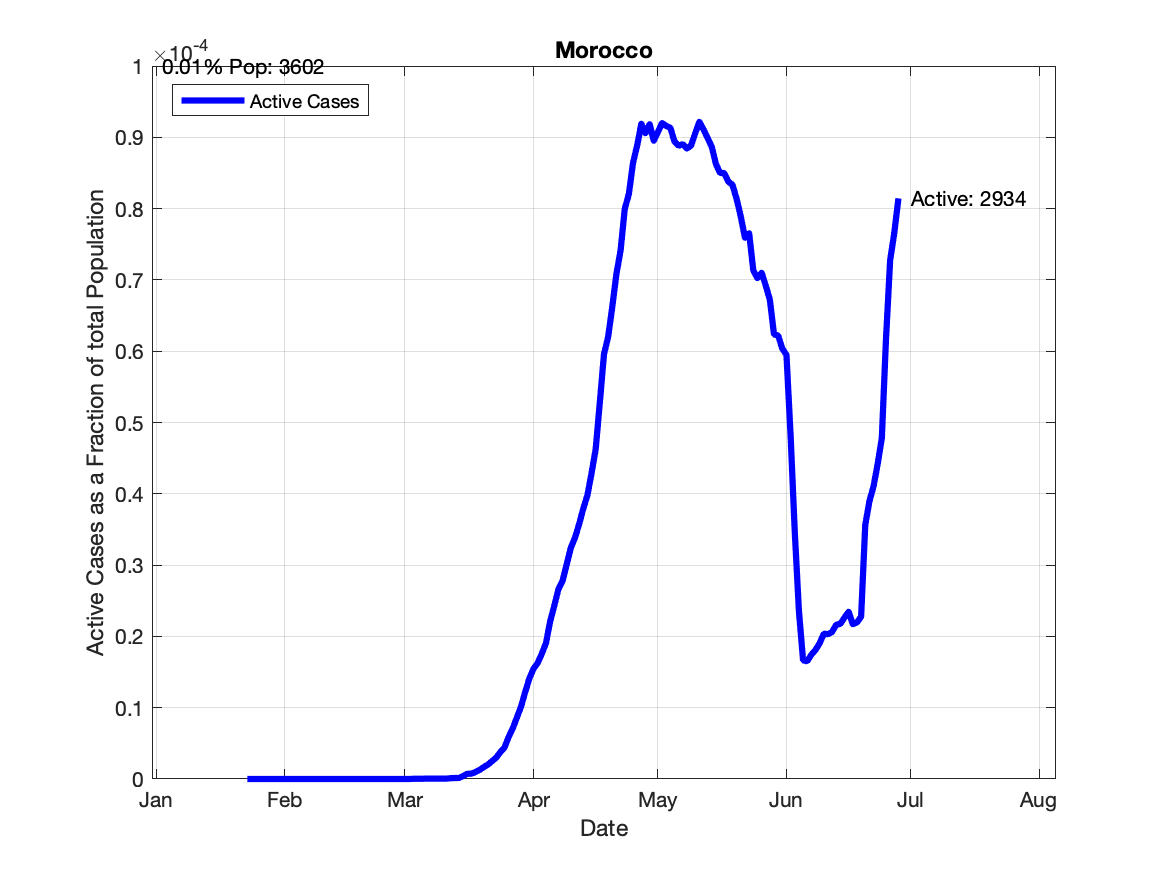 Morocco
×10-4
0.01% Pop: 3602
Active Cases
1
0.9
0.8
0.7
0.6
0.5
0.4
0.3
0.2
0.1
0
Active Cases as a Fraction of total Population
Active: 2934
Jan Feb Mar Apr May Jun Jul Aug
Date